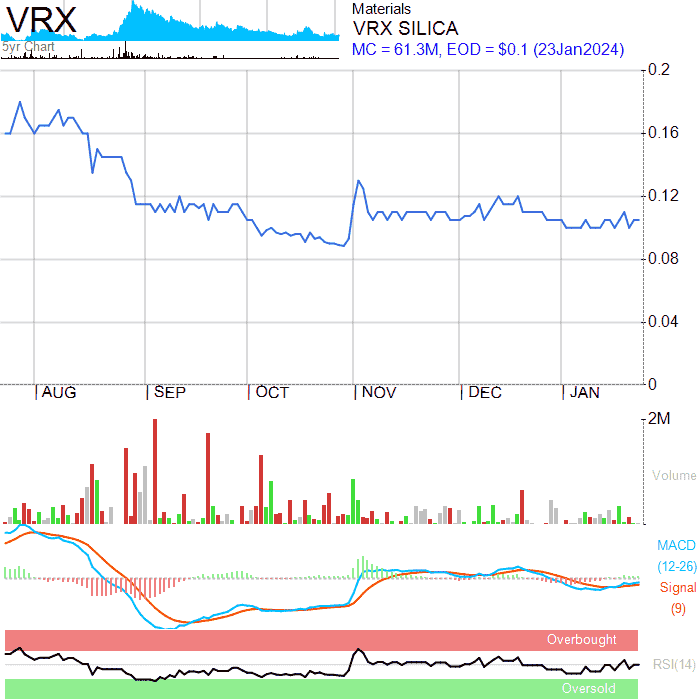 VRX
5yr Chart
Materials
VRX SILICA
MC = 61.3M, EOD = $0.1 (23Jan2024)
0.2
0.16
0.12
0.08
0.04
0
AUG SEP OCT NOV DEC JAN
2M
Volume
MACD
(12-26)
Signal
(9)
Overbought
RSI(14)
Oversold